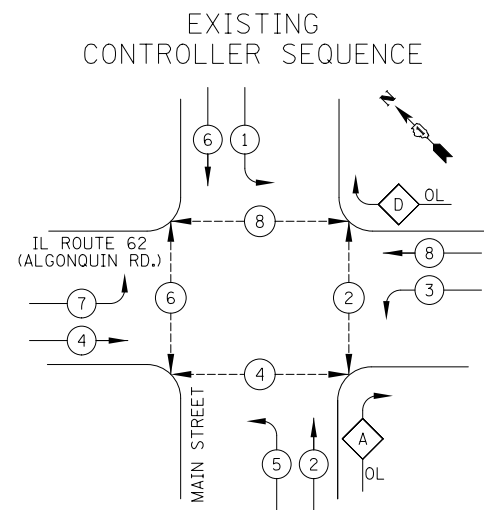 EXISTING
CONTROLLER SEQUENCE
N
6 1
D OL
8
IL ROUTE 62
(ALGONQUIN RD.)
8
7 6 2 3
4
4
MAIN STREET
A
5 2
OL